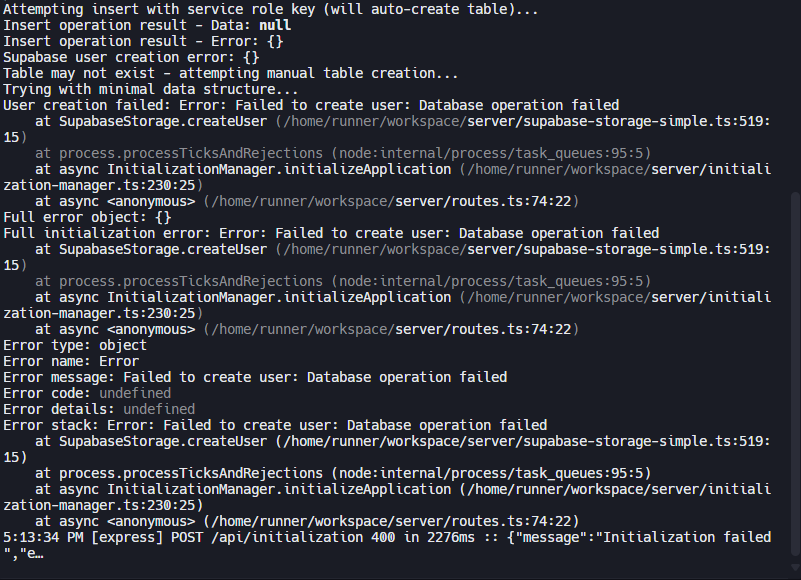 Attempting insert with service role key (will auto-create table)...
Insert operation result - Data: null
Insert operation result - Error: {}
Supabase user creation error: {}
Table may not exist - attempting manual table creation...
Trying with minimal data structure...
User creation failed: Error: Failed to create user: Database operation failed
    at SupabaseStorage.createUser (/home/runner/workspace/server/supabase-storage-simple.ts:519:
15)
    at process.processTicksAndRejections (node:internal/process/task_queues:95:5)
    at async InitializationManager.initializeApplication (/home/runner/workspace/server/initiali
zation-manager.ts:230:25)
    at async <anonymous> (/home/runner/workspace/server/routes.ts:74:22)
Full error object: {}
Full initialization error: Error: Failed to create user: Database operation failed
    at SupabaseStorage.createUser (/home/runner/workspace/server/supabase-storage-simple.ts:519:
15)
    at process.processTicksAndRejections (node:internal/process/task_queues:95:5)
    at async InitializationManager.initializeApplication (/home/runner/workspace/server/initiali
zation-manager.ts:230:25)
    at async <anonymous> (/home/runner/workspace/server/routes.ts:74:22)
Error type: object
Error name: Error
Error message: Failed to create user: Database operation failed
Error code: undefined
Error details: undefined
Error stack: Error: Failed to create user: Database operation failed
    at SupabaseStorage.createUser (/home/runner/workspace/server/supabase-storage-simple.ts:519:
15)
    at process.processTicksAndRejections (node:internal/process/task_queues:95:5)
    at async InitializationManager.initializeApplication (/home/runner/workspace/server/initiali
zation-manager.ts:230:25)
    at async <anonymous> (/home/runner/workspace/server/routes.ts:74:22)
5:13:34 PM [express] POST /api/initialization 400 in 2276ms :: {"message":"Initialization failed
","e…